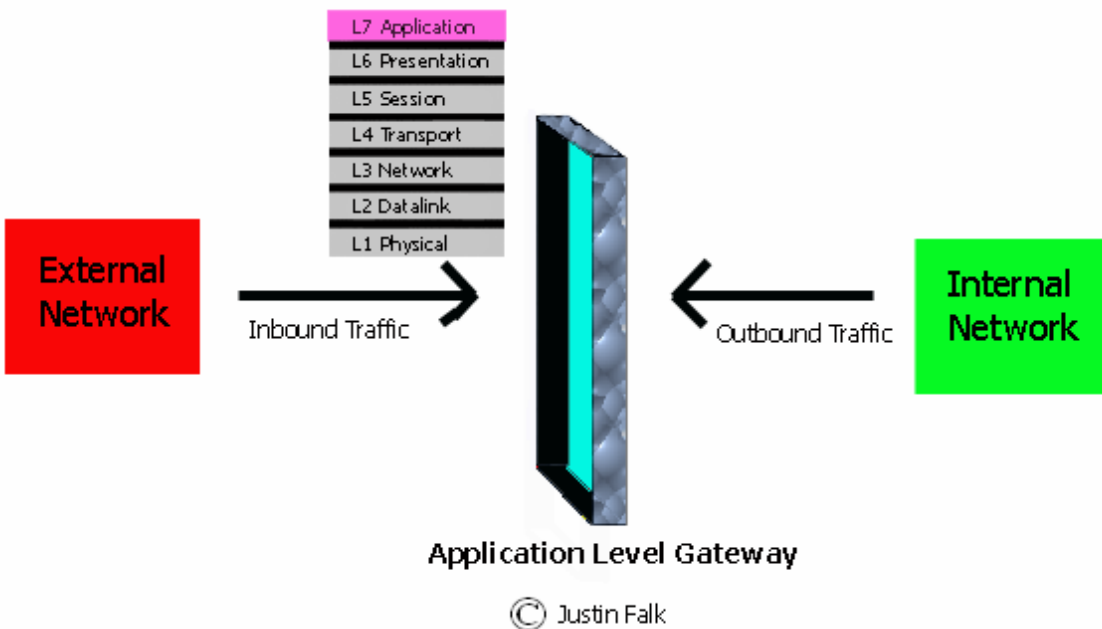 L7 Application
L6 Presentation
L5 Session
L4 Transport
L3 Network
L2 Datalink
L1 Physical
External
Network
Inbound Traffic
Outbound Traffic
Internal
Network
Application Level Gateway
© Justin Falk